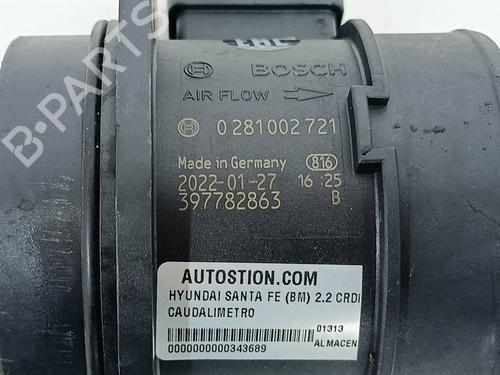 BOSCH
AIR FLOW
0 281 002 721
Made in Germany 816
2022-01-27 16:25
397782863 B
AUTOSTION.COM
HYUNDAI SANTA FE (BM) 2.2 CRDI
CAUDALIMETRO
01313
0000000000343689 ALMACEN
B-PARTS